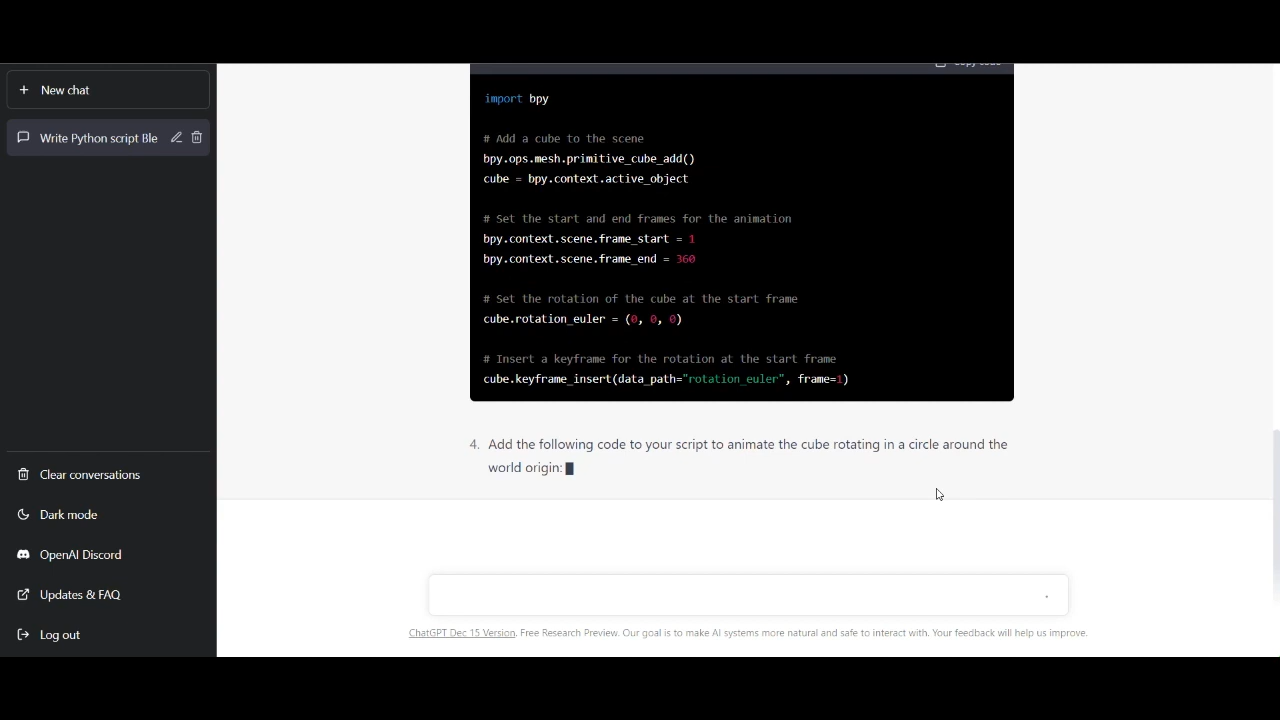 New chat
Write Python script Ble
Clear conversations
Dark mode
OpenAI Discord
Updates & FAQ
Log out
import bpy
# Add a cube to the scene
bpy.ops.mesh.primitive_cube_add()
cube = bpy.context.active_object
# Set the start and end frames for the animation
bpy.context.scene.frame_start = 1
bpy.context.scene.frame_end = 360
# Set the rotation of the cube at the start frame
cube.rotation_euler = (0, 0, 0)
# Insert a keyframe for the rotation at the start frame
cube.keyframe_insert(data_path="rotation_euler", frame=1)
4. Add the following code to your script to animate the cube rotating in a circle around the
world origin:
ChatGPT Dec 15 Version. Free Research Preview. Our goal is to make AI systems more natural and safe to interact with. Your feedback will help us improve.